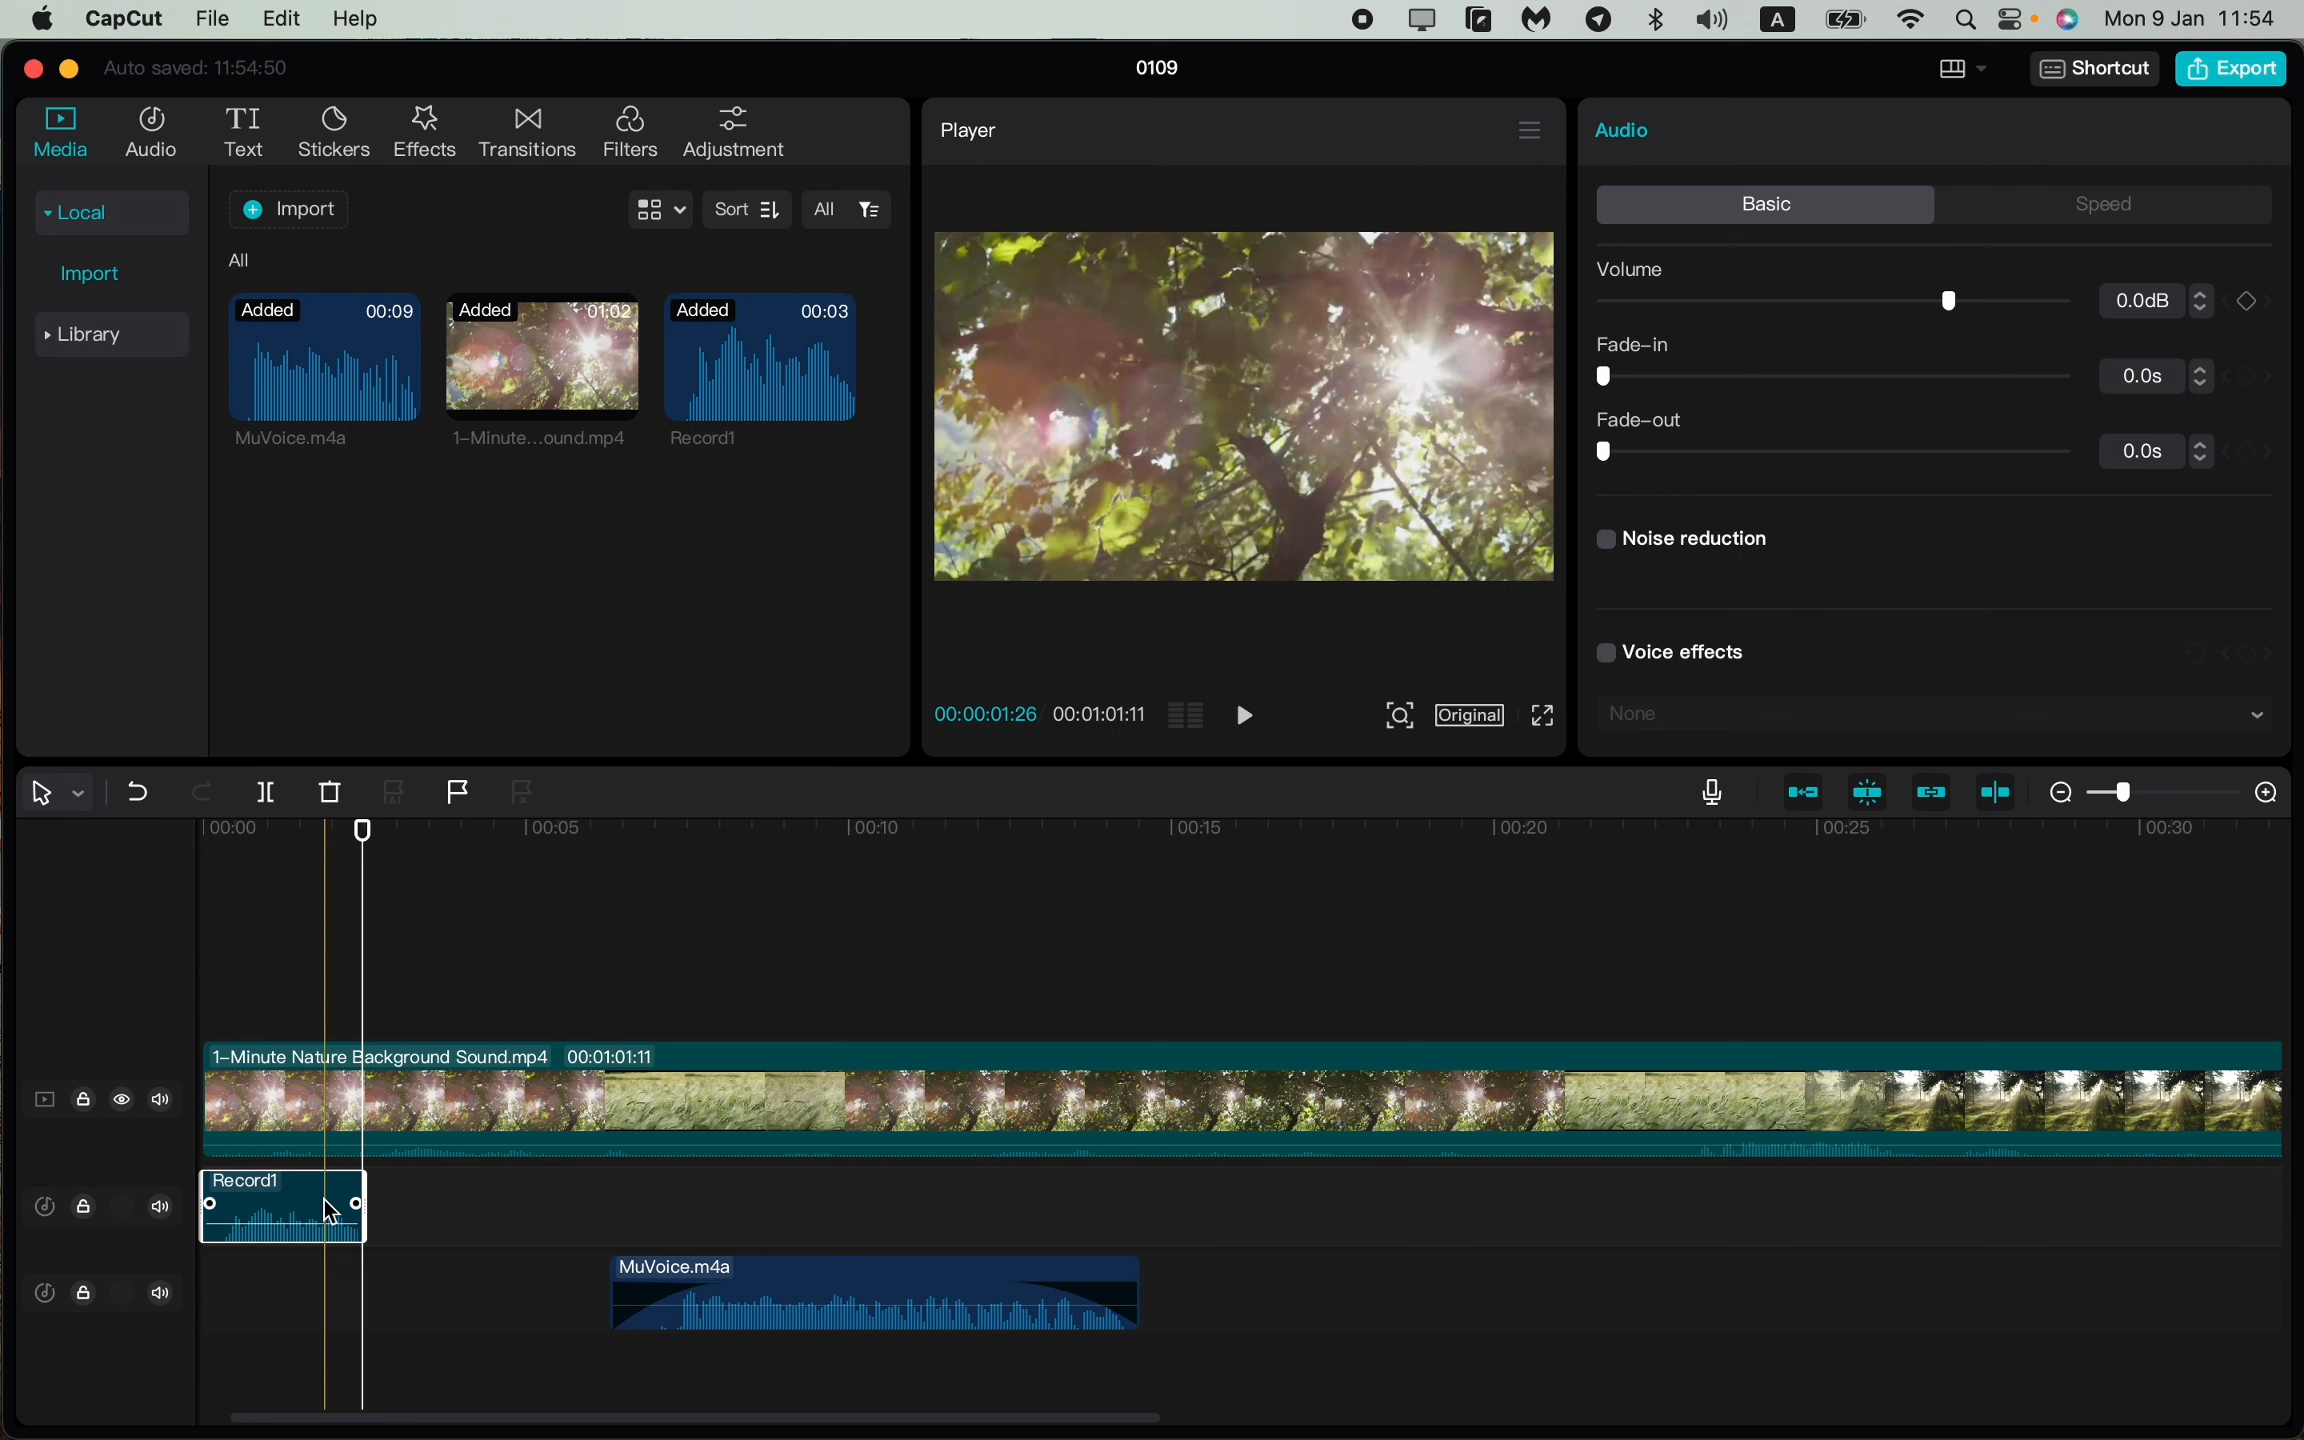 CapCut File Edit Help
A
Mon 9 Jan 11:54
Auto saved: 11:54:50
0109
Shortcut
Export
Media
Audio
Text
Stickers
Effects
Transitions
Filters
Adjustment
Local
Import
Library
Import
Sort
All
All
Added 00:09
MuVoice.m4a
Added 01:02
1-Minute...ound.mp4
Added 00:03
Record1
Player
00:00:01:26 / 00:01:01:11
Original
Audio
Basic
Speed
Volume
0.0dB
Fade-in
0.0s
Fade-out
0.0s
Noise reduction
Voice effects
None
00:00 00:05 00:10 00:15 00:20 00:25 00:30
1-Minute Nature Background Sound.mp4 00:01:01:11
Record1
MuVoice.m4a